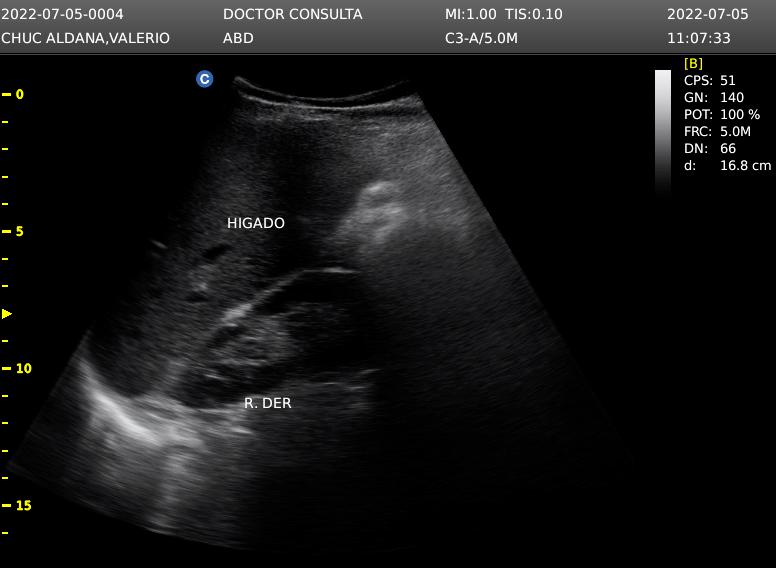 2022-07-05-0004 DOCTOR CONSULTA MI:1.00 TIS:0.10 2022-07-05
CHUC ALDANA,VALERIO ABD C3-A/5.0M 11:07:33
[B]
CPS: 51
GN: 140
POT: 100 %
FRC: 5.0M
DN: 66
d: 16.8 cm
C
0
5
10
15
HIGADO
R. DER